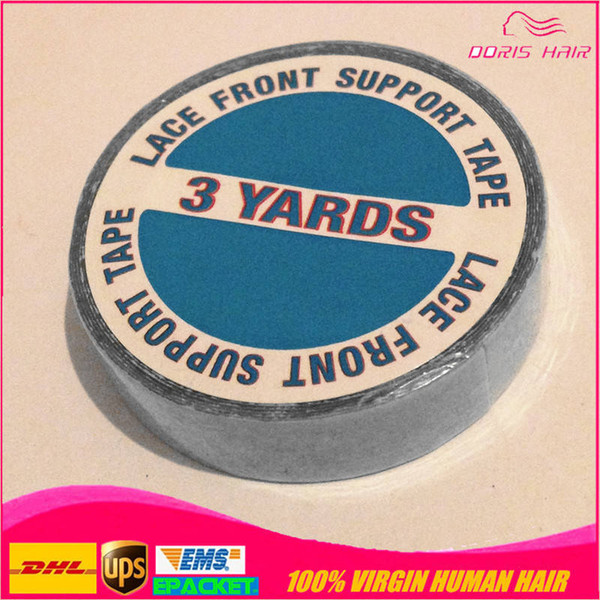 DORIS HAIR
LACE FRONT SUPPORT TAPE
3 YARDS
LACE FRONT SUPPORT TAPE
DHL
UPS
EMS
EPACKET
100% VIRGIN HUMAN HAIR